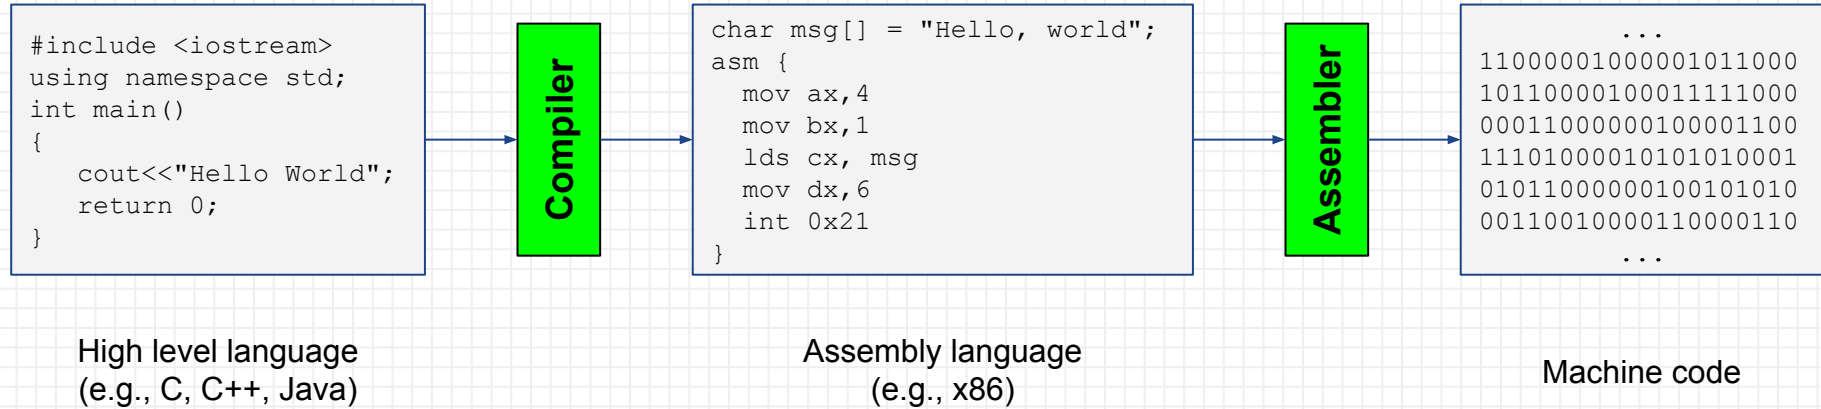 #include <iostream>
using namespace std;
int main()
{
   cout<<"Hello World";
   return 0;
}
Compiler
char msg[] = "Hello, world";
asm {
  mov ax,4
  mov bx,1
  lds cx, msg
  mov dx,6
  int 0x21
}
Assembler
...
11000001000001011000
10110000100011111000
00011000000100001100
11101000010101010001
01011000000100101010
00110010000110000110
...
High level language
(e.g., C, C++, Java)
Assembly language
(e.g., x86)
Machine code